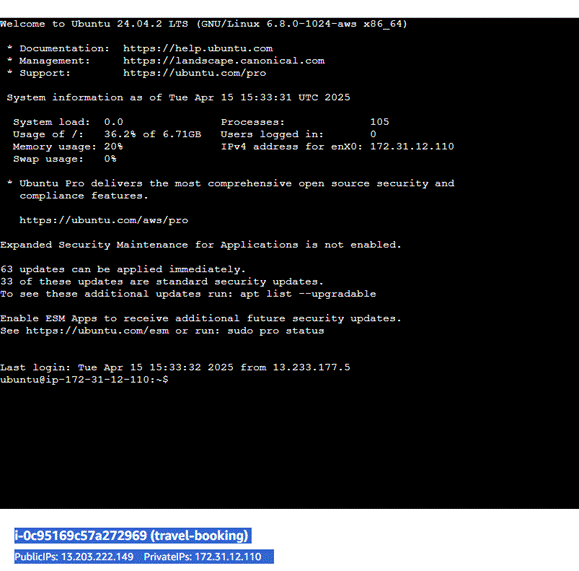 Welcome to Ubuntu 24.04.2 LTS (GNU/Linux 6.8.0-1024-aws x86_64)
* Documentation: https://help.ubuntu.com
* Management: https://landscape.canonical.com
* Support: https://ubuntu.com/pro
System information as of Tue Apr 15 15:33:31 UTC 2025
System load: 0.0 Processes: 105
Usage of /: 36.2% of 6.71GB Users logged in: 0
Memory usage: 20% IPv4 address for enX0: 172.31.12.110
Swap usage: 0%
* Ubuntu Pro delivers the most comprehensive open source security and
compliance features.
https://ubuntu.com/aws/pro
Expanded Security Maintenance for Applications is not enabled.
63 updates can be applied immediately.
33 of these updates are standard security updates.
To see these additional updates run: apt list --upgradable
Enable ESM Apps to receive additional future security updates.
See https://ubuntu.com/esm or run: sudo pro status
Last login: Tue Apr 15 15:33:32 2025 from 13.233.177.5
ubuntu@ip-172-31-12-110:~$
i-0c95169c57a272969 (travel-booking)
PublicIPs: 13.203.222.149 PrivateIPs: 172.31.12.110